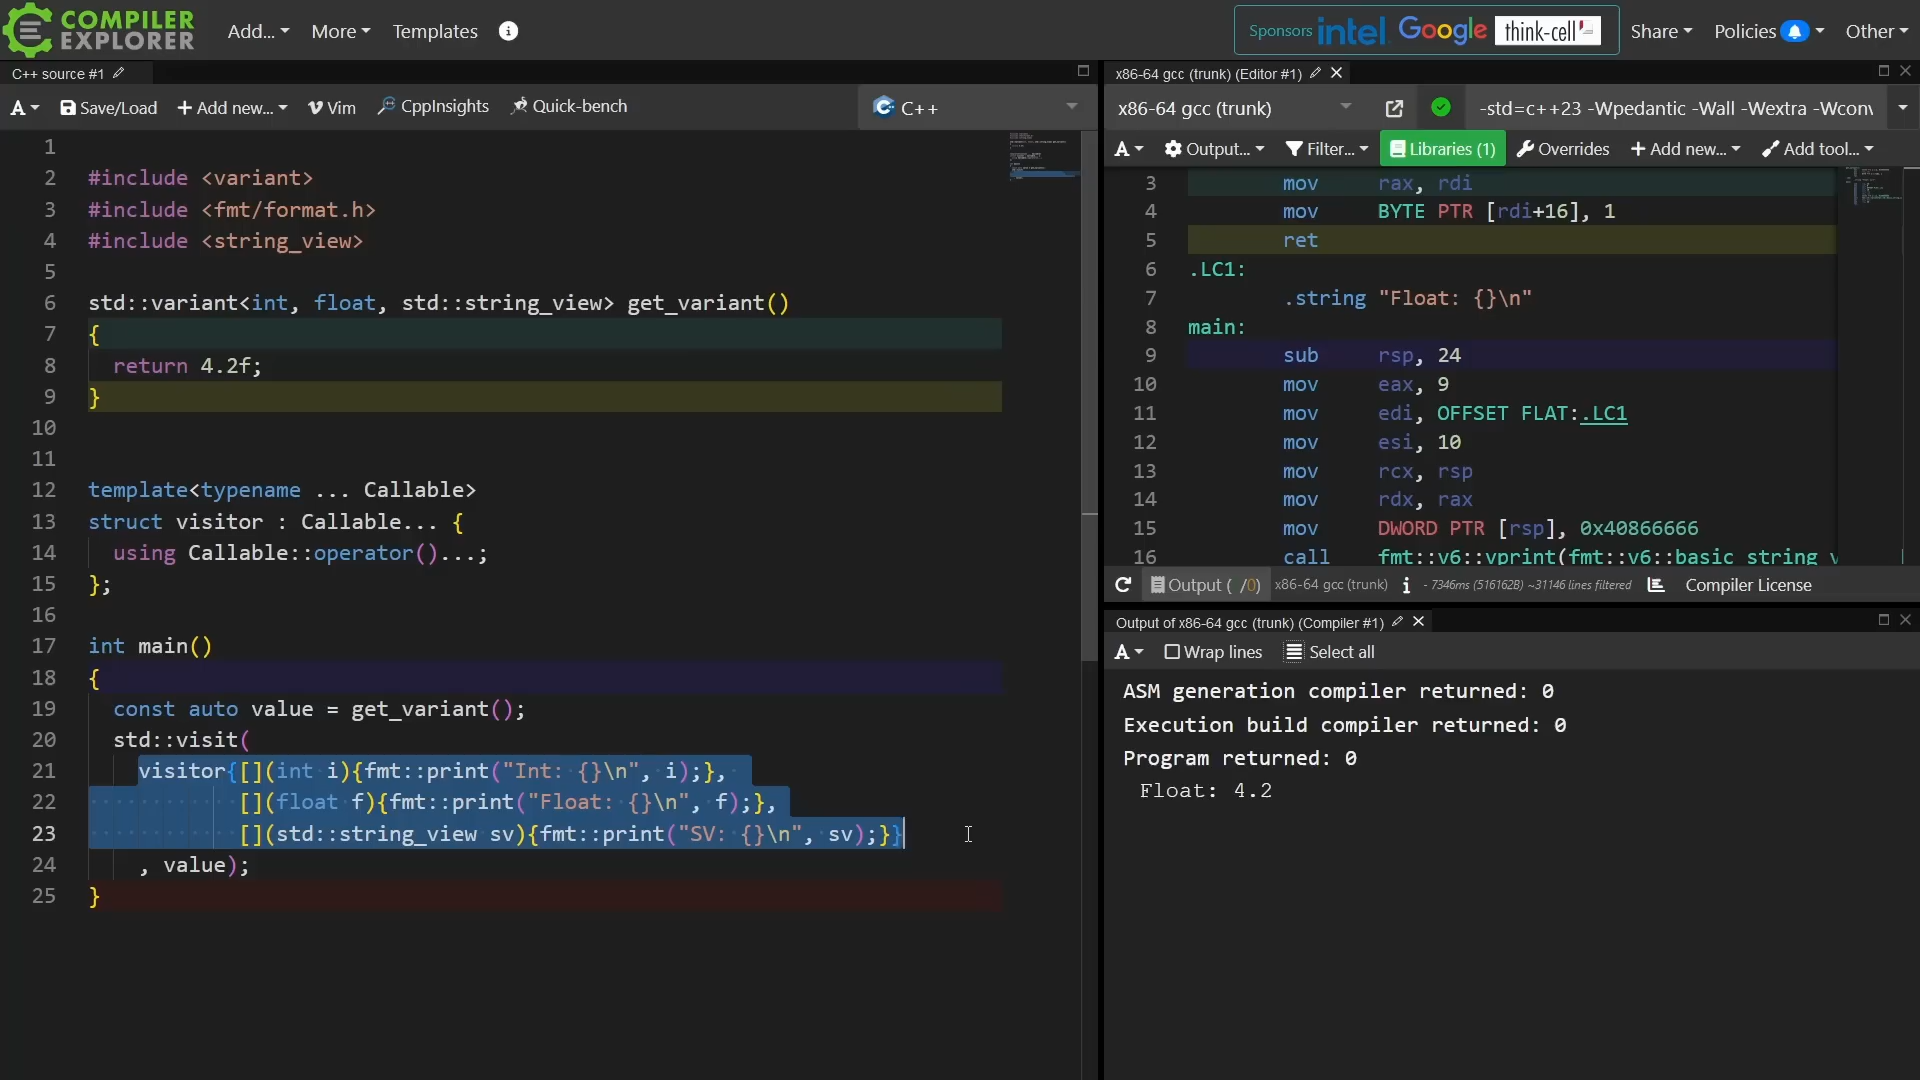 COMPILER EXPLORER Add... More Templates Sponsors intel Google think-cell Share Policies Other
C++ source #1
A Save/Load + Add new... Vim CppInsights Quick-bench C++
1
2 #include <variant>
3 #include <fmt/format.h>
4 #include <string_view>
5
6 std::variant<int, float, std::string_view> get_variant()
7 {
8 return 4.2f;
9 }
10
11
12 template<typename ... Callable>
13 struct visitor : Callable... {
14 using Callable::operator()...;
15 };
16
17 int main()
18 {
19 const auto value = get_variant();
20 std::visit(
21 visitor{[](int i){fmt::print("Int: {}\n", i);},
22 [](float f){fmt::print("Float: {}\n", f);},
23 [](std::string_view sv){fmt::print("SV: {}\n", sv);}}
24 , value);
25 }
x86-64 gcc (trunk) (Editor #1)
x86-64 gcc (trunk) -std=c++23 -Wpedantic -Wall -Wextra -Wconv
A Output... Filter... Libraries (1) Overrides + Add new... Add tool...
3 mov rax, rdi
4 mov BYTE PTR [rdi+16], 1
5 ret
6 .LC1:
7 .string "Float: {}\n"
8 main:
9 sub rsp, 24
10 mov eax, 9
11 mov edi, OFFSET FLAT:.LC1
12 mov esi, 10
13 mov rcx, rsp
14 mov rdx, rax
15 mov DWORD PTR [rsp], 0x40866666
16 call fmt::v6::vprint(fmt::v6::basic_string_v
Output ( /0) x86-64 gcc (trunk) i - 7346ms (516162B) ~31146 lines filtered Compiler License
Output of x86-64 gcc (trunk) (Compiler #1)
A Wrap lines Select all
ASM generation compiler returned: 0
Execution build compiler returned: 0
Program returned: 0
Float: 4.2